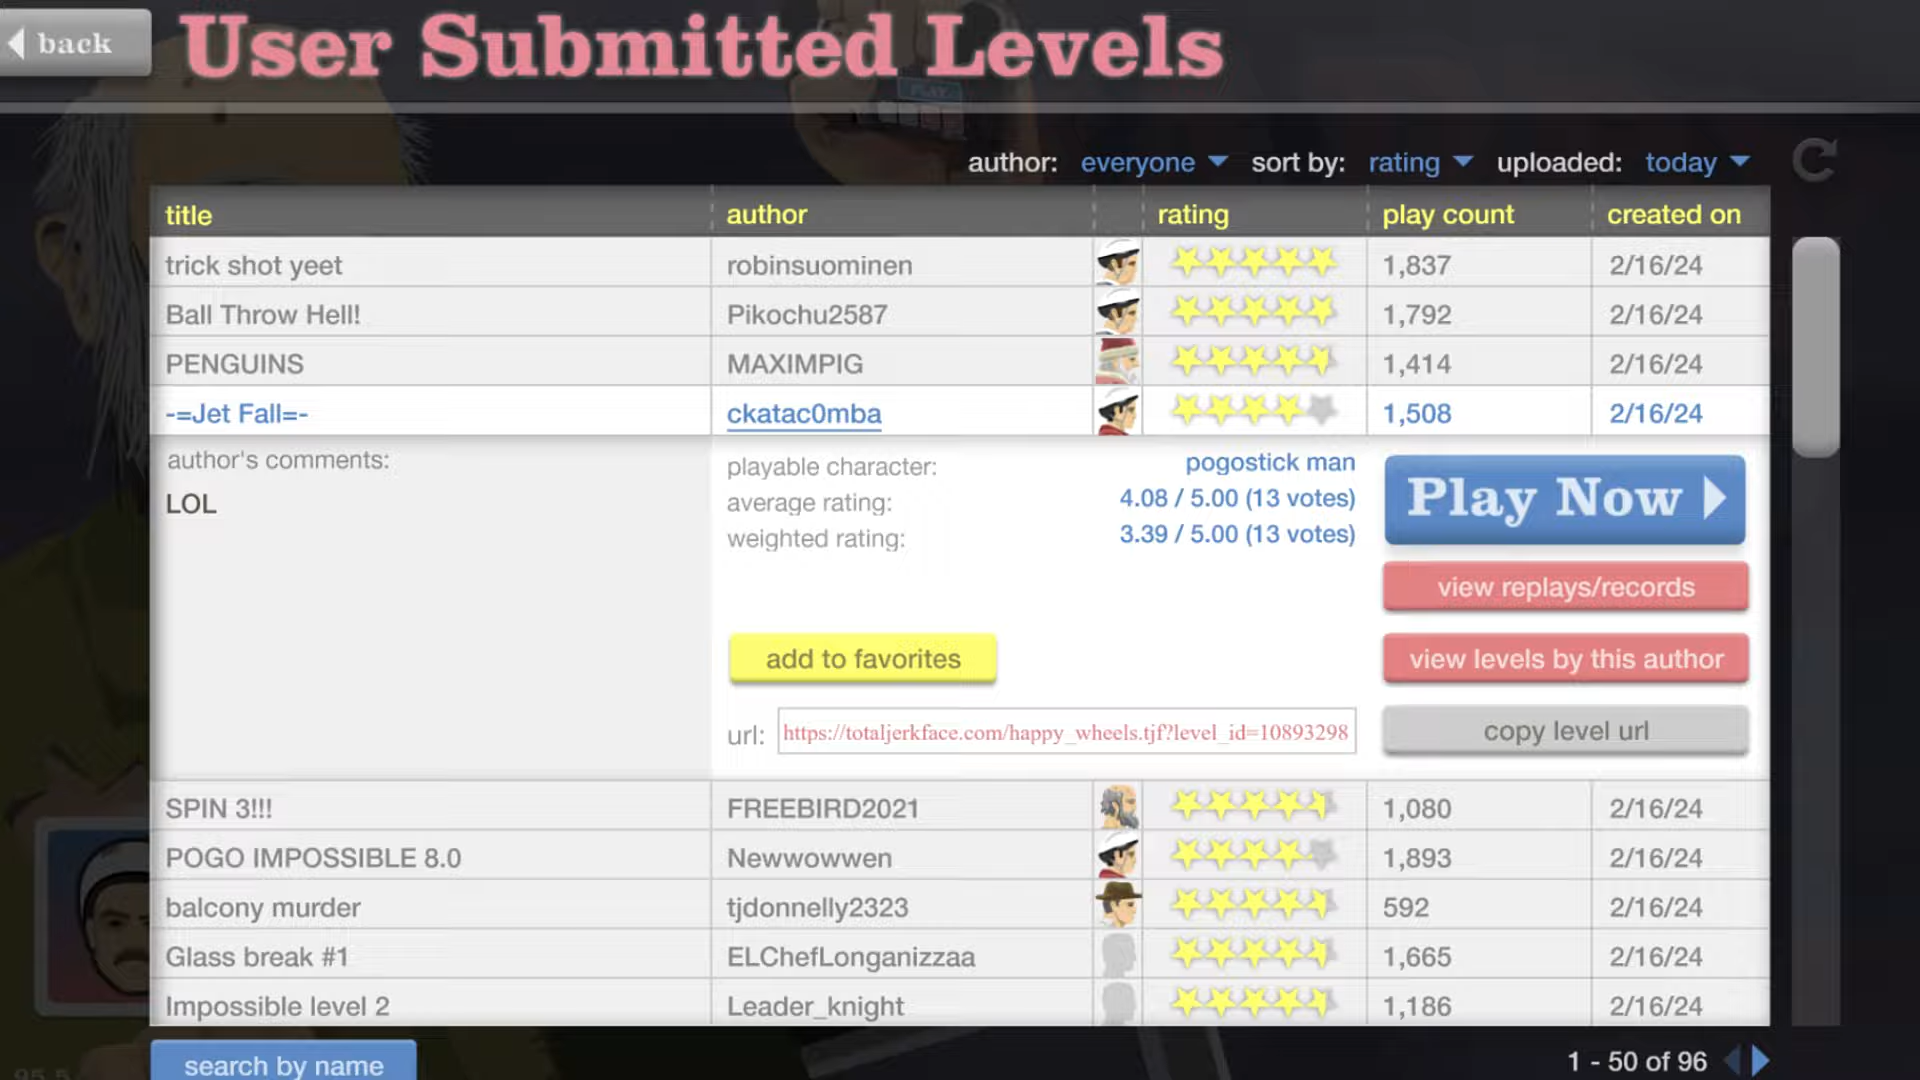 back
User Submitted Levels
PLAY
author: everyone sort by: rating uploaded: today
title author rating play count created on
trick shot yeet robinsuominen 1,837 2/16/24
Ball Throw Hell! Pikochu2587 1,792 2/16/24
PENGUINS MAXIMPIG 1,414 2/16/24
-=Jet Fall=- ckatac0mba 1,508 2/16/24
author's comments:
LOL
playable character: pogostick man
average rating: 4.08 / 5.00 (13 votes)
weighted rating: 3.39 / 5.00 (13 votes)
Play Now
view replays/records
add to favorites
view levels by this author
url: https://totaljerkface.com/happy_wheels.tjf?level_id=10893298
copy level url
SPIN 3!!! FREEBIRD2021 1,080 2/16/24
POGO IMPOSSIBLE 8.0 Newwowwen 1,893 2/16/24
balcony murder tjdonnelly2323 592 2/16/24
Glass break #1 ELChefLonganizzaa 1,665 2/16/24
Impossible level 2 Leader_knight 1,186 2/16/24
search by name
1 - 50 of 96